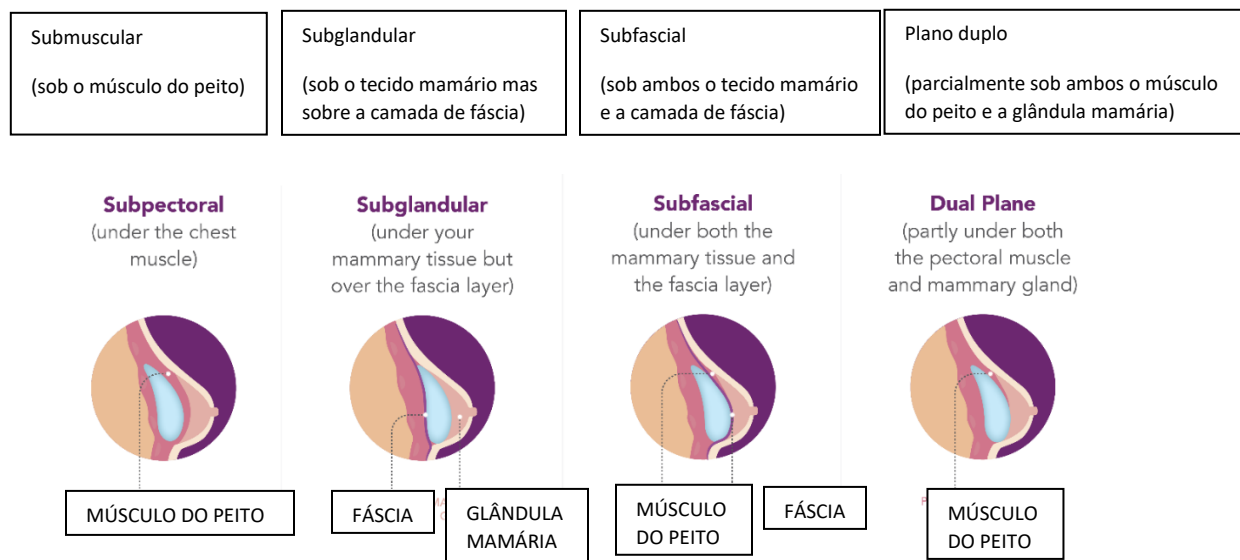 Submuscular
(sob o músculo do peito)
Subglandular
(sob o tecido mamário mas
sobre a camada de fáscia)
Subfascial
(sob ambos o tecido mamário
e a camada de fáscia)
Plano duplo
(parcialmente sob ambos o músculo
do peito e a glândula mamária)
Subpectoral
(under the chest
muscle)
Subglandular
(under your
mammary tissue but
over the fascia layer)
Subfascial
(under both the
mammary tissue and
the fascia layer)
Dual Plane
(partly under both
the pectoral muscle
and mammary gland)
MÚSCULO DO PEITO
FÁSCIA
GLÂNDULA
MAMÁRIA
MÚSCULO
DO PEITO
FÁSCIA
MÚSCULO
DO PEITO